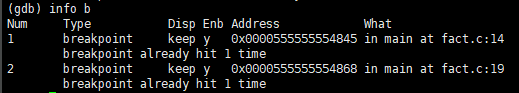 (gdb) info b
Num     Type           Disp Enb Address            What
1       breakpoint     keep y   0x0000555555554845 in main at fact.c:14
        breakpoint already hit 1 time
2       breakpoint     keep y   0x0000555555554868 in main at fact.c:19
        breakpoint already hit 1 time